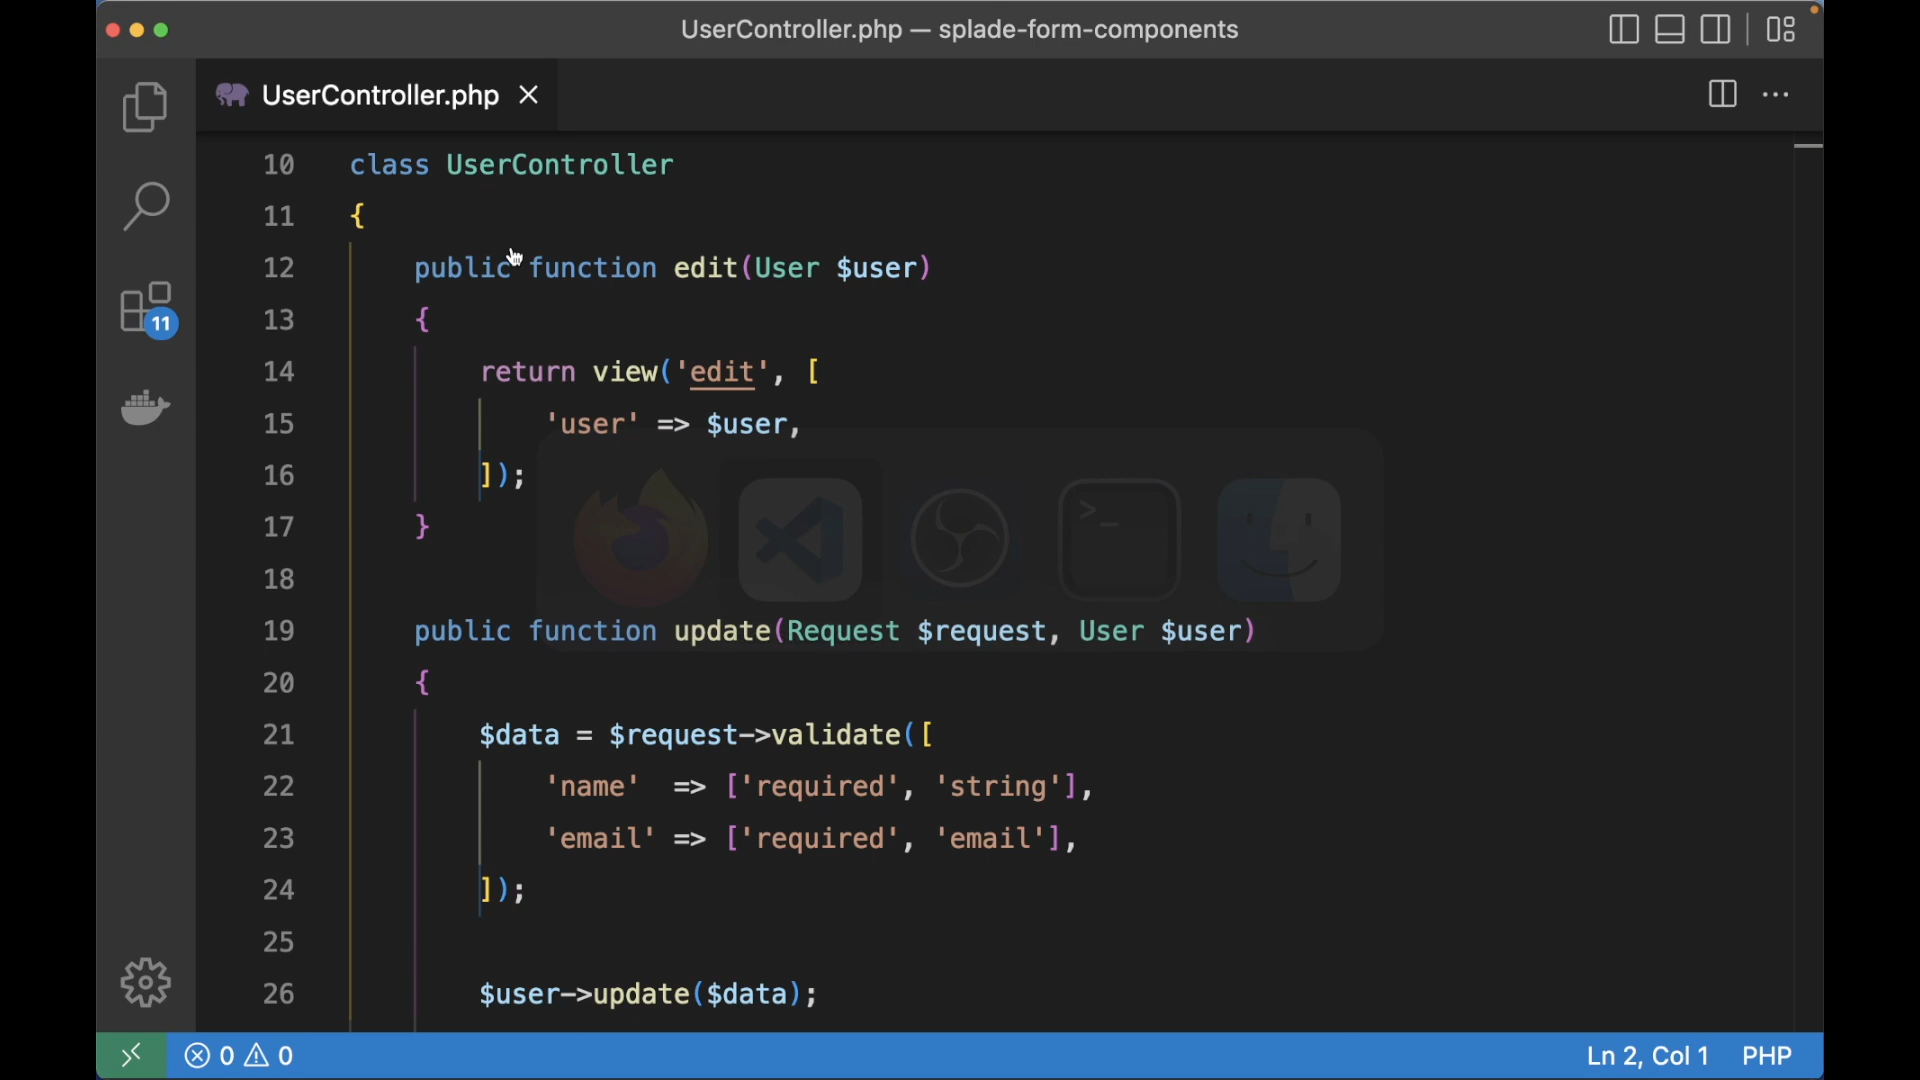 UserController.php — splade-form-components
UserController.php
10 class UserController
11 {
12 public function edit(User $user)
13 {
14 return view('edit', [
15 'user' => $user,
16 ]);
17 }
18
19 public function update(Request $request, User $user)
20 {
21 $data = $request->validate([
22 'name' => ['required', 'string'],
23 'email' => ['required', 'email'],
24 ]);
25
26 $user->update($data);
11
>_
0 0 Ln 2, Col 1 PHP